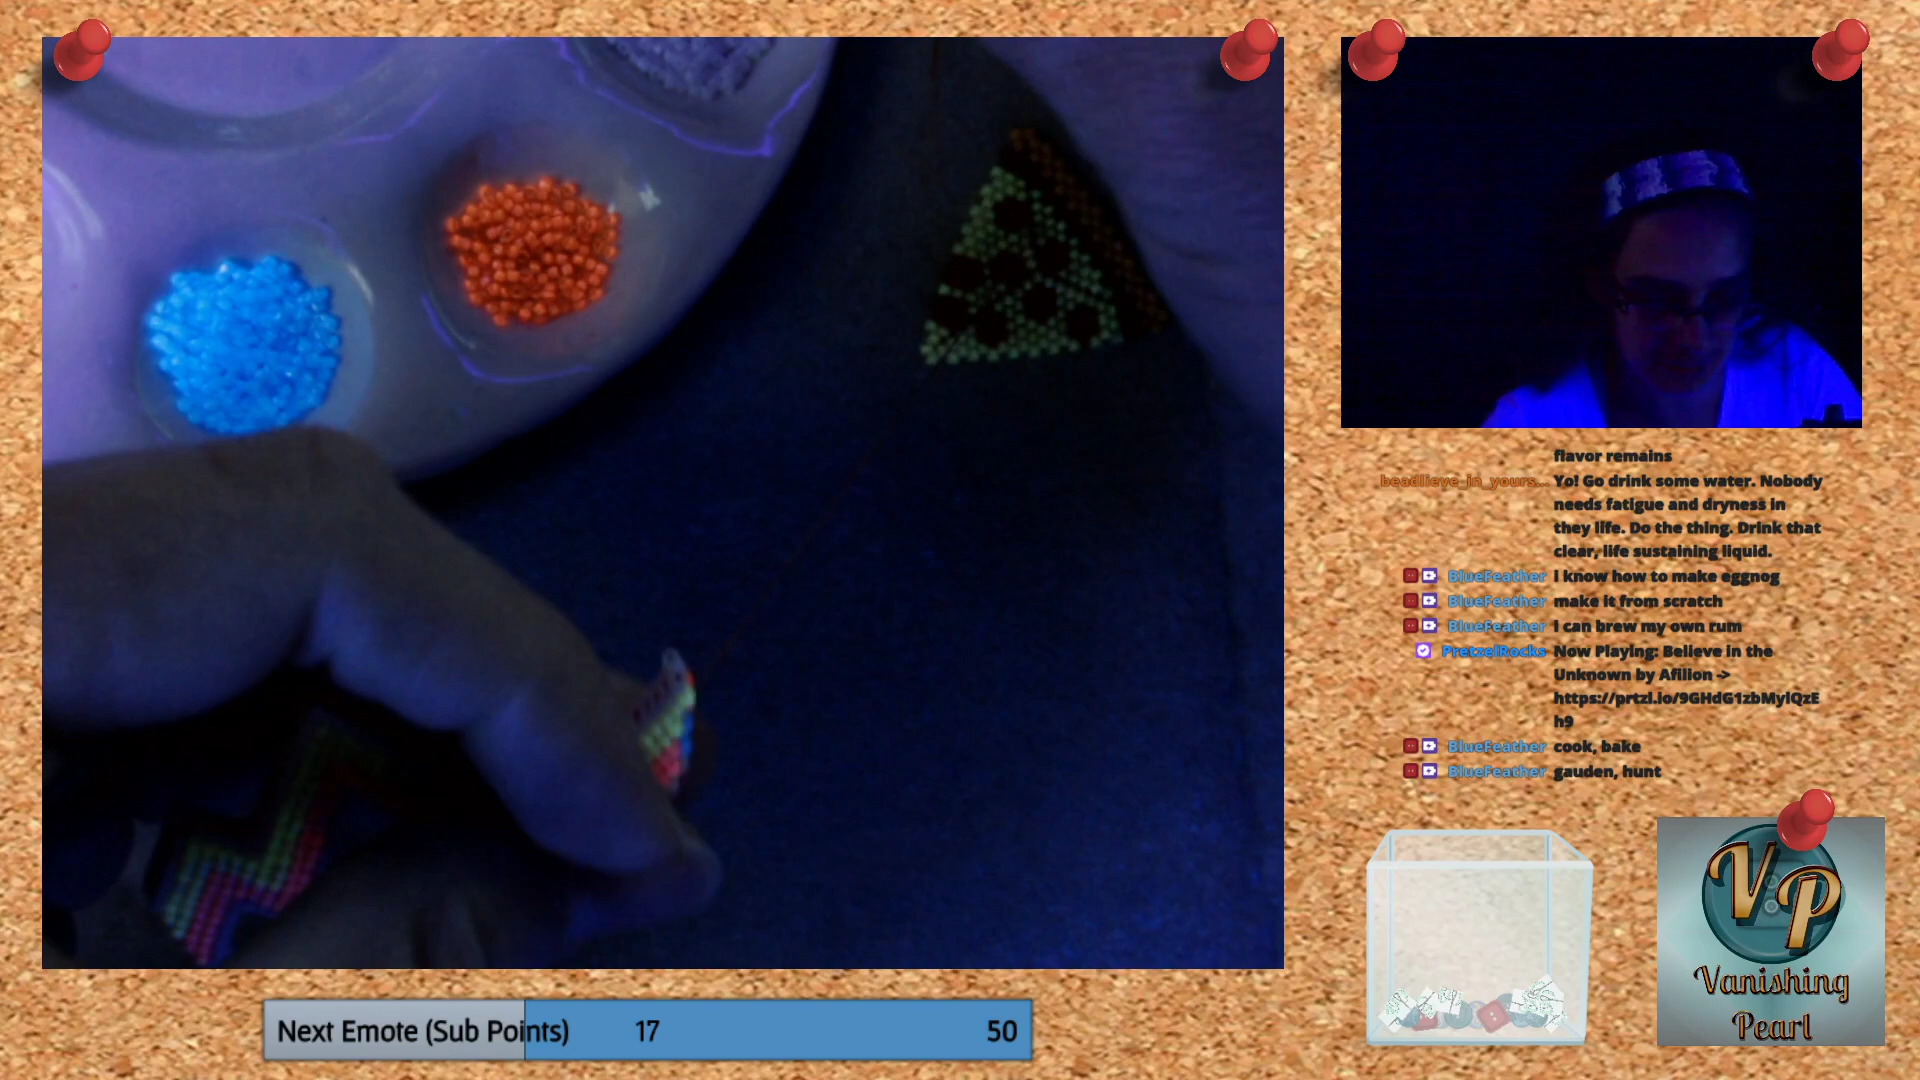 flavor remains
beadlieve_in_yours... Yo! Go drink some water. Nobody
needs fatigue and dryness in
they life. Do the thing. Drink that
clear, life sustaining liquid.
BlueFeather i know how to make eggnog
BlueFeather make it from scratch
BlueFeather I can brew my own rum
PretzelRocks Now Playing: Believe in the
Unknown by Afilion ->
https://prtzl.io/9GHdG1zbMylQzE
h9
BlueFeather cook, bake
BlueFeather gauden, hunt
VP
Vanishing
Pearl
Next Emote (Sub Points) 17 50